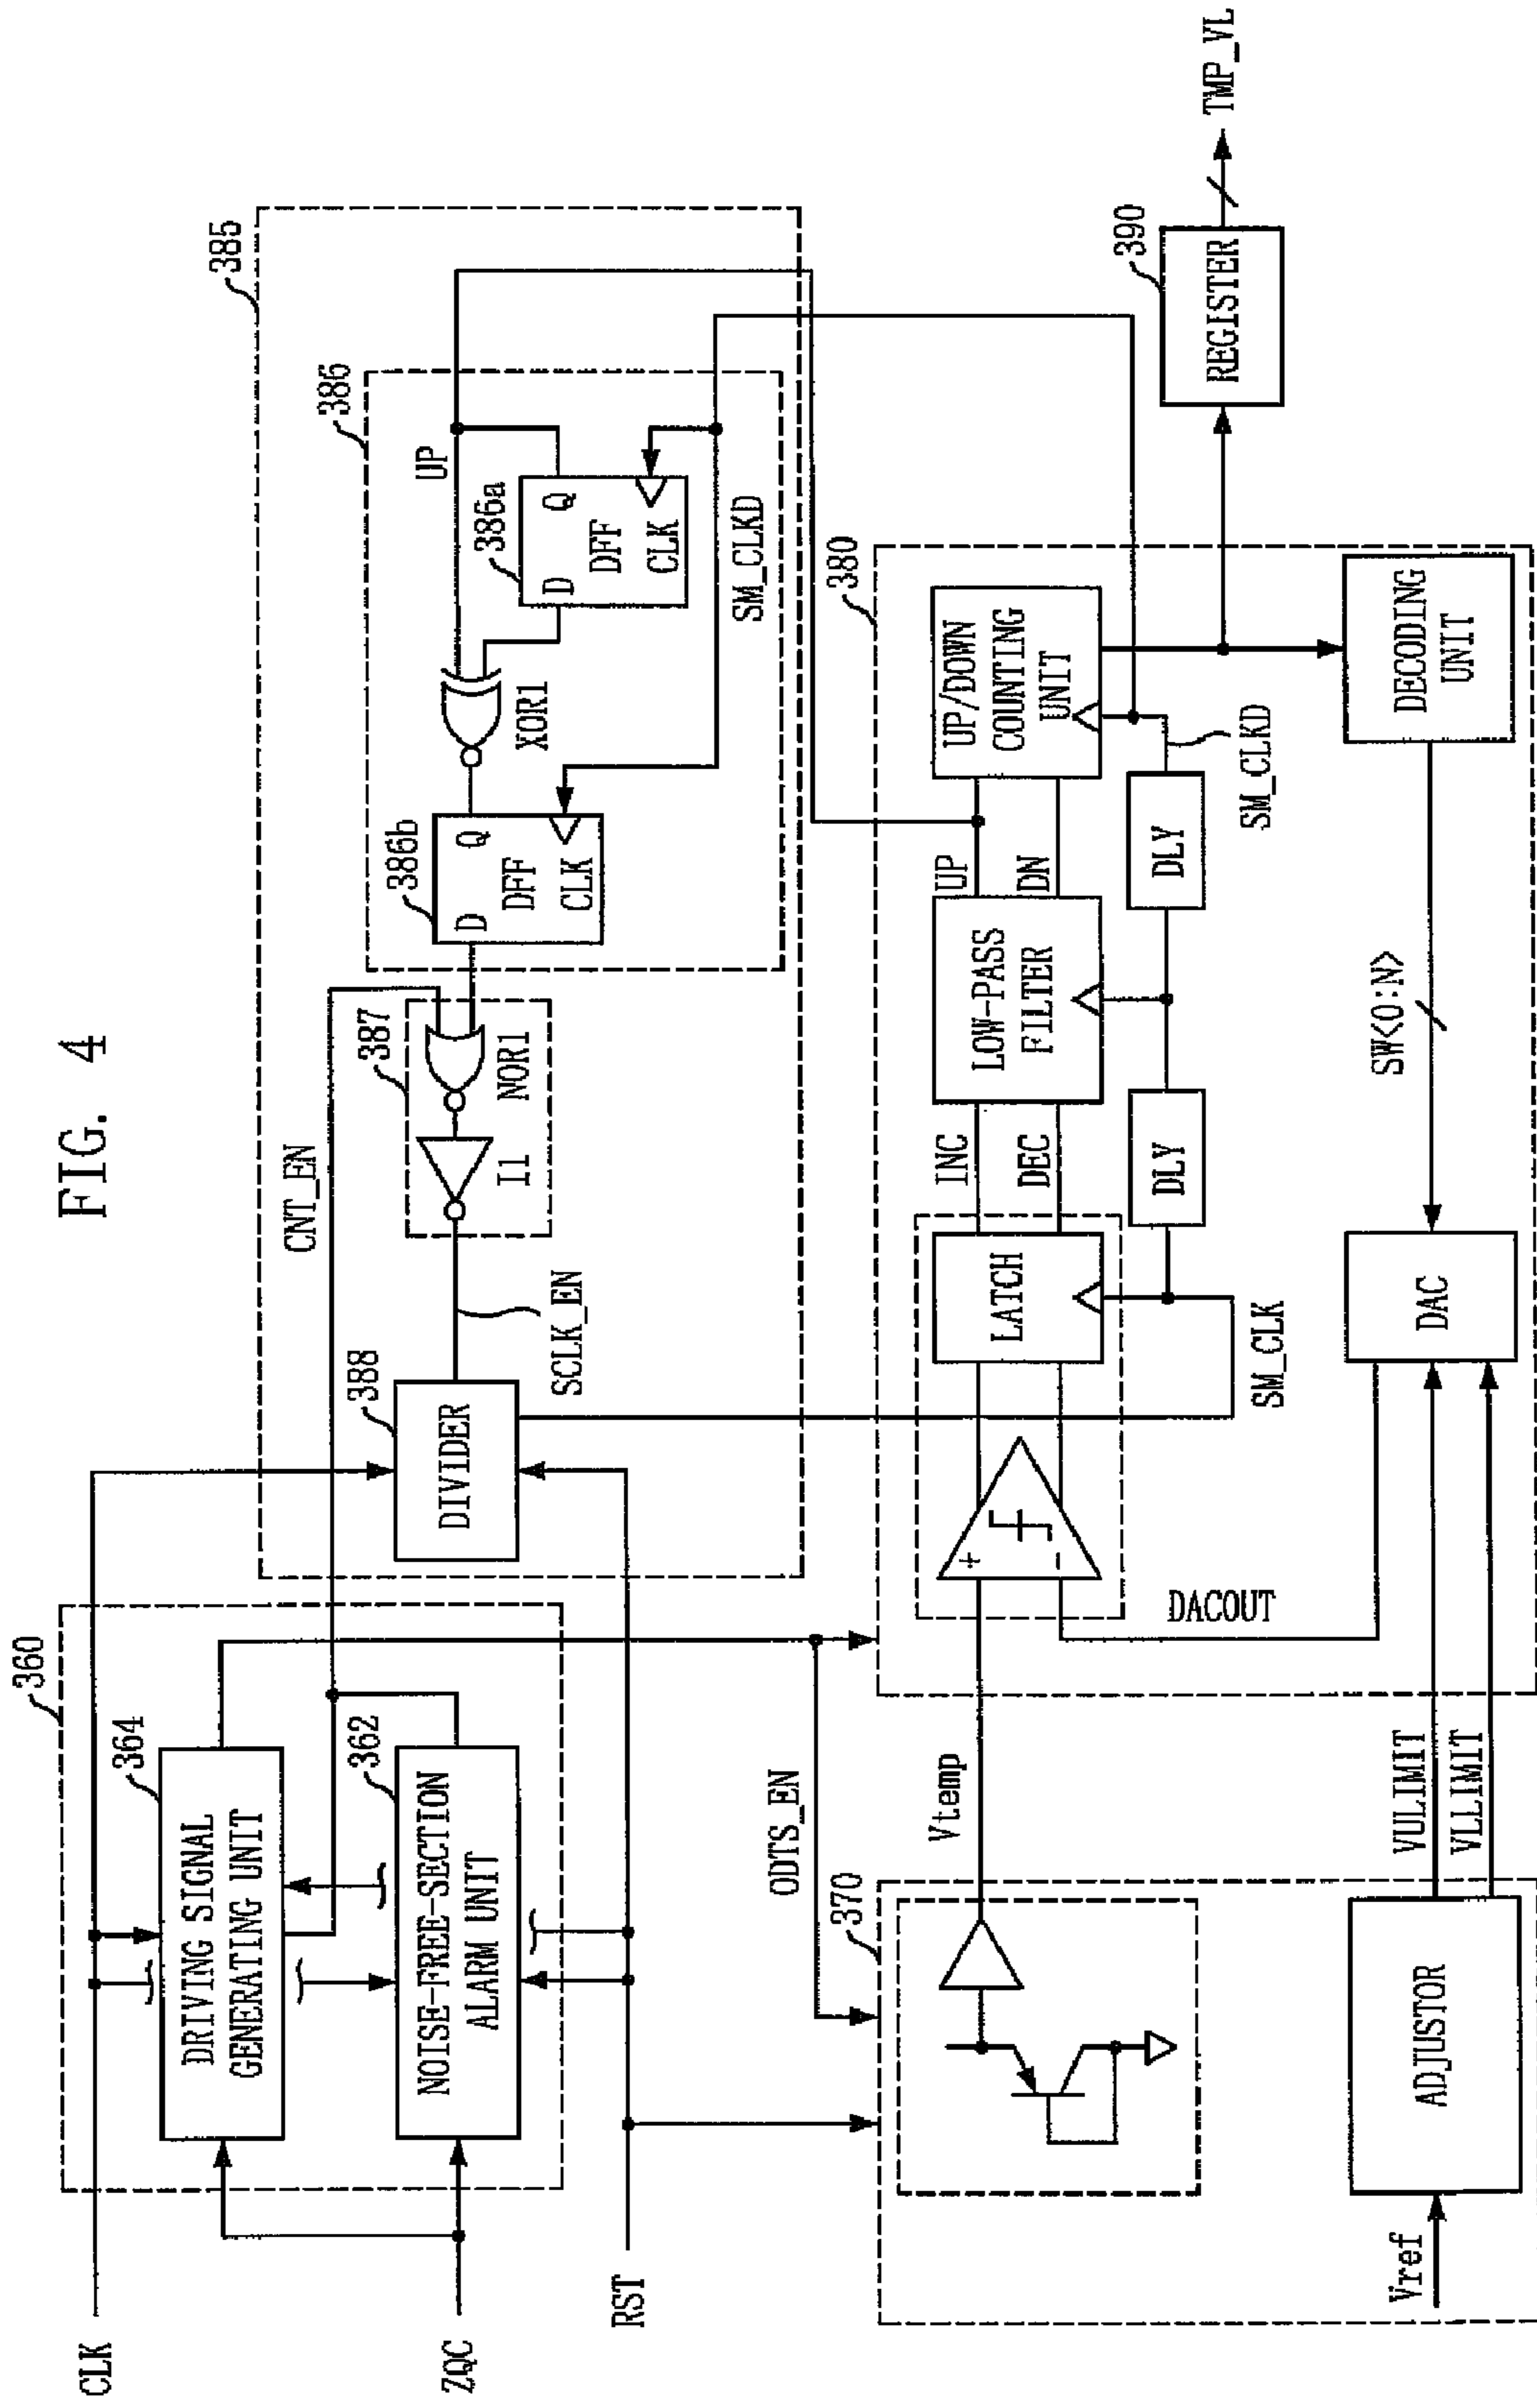 FIG. 4
CLK
ZQC
RST
360
364
DRIVING SIGNAL
GENERATING UNIT
362
NOISE-FREE-SECTION
ALARM UNIT
CNT_EN
385
388
DIVIDER
SCLK_EN
387
I1
NOR1
386
386b
D
Q
DFF
CLK
XOR1
UP
386a
D
Q
DFF
CLK
SM_CLKD
ODTS_EN
370
Vtemp
Vref
ADJUSTOR
VULIMIT
VLLIMIT
380
+
-
DACOUT
LATCH
SM_CLK
INC
DEC
DLY
LOW-PASS
FILTER
UP
DN
DLY
SM_CLKD
UP/DOWN
COUNTING
UNIT
DAC
SW<0:N>
DECODING
UNIT
390
REGISTER
TMP_VL